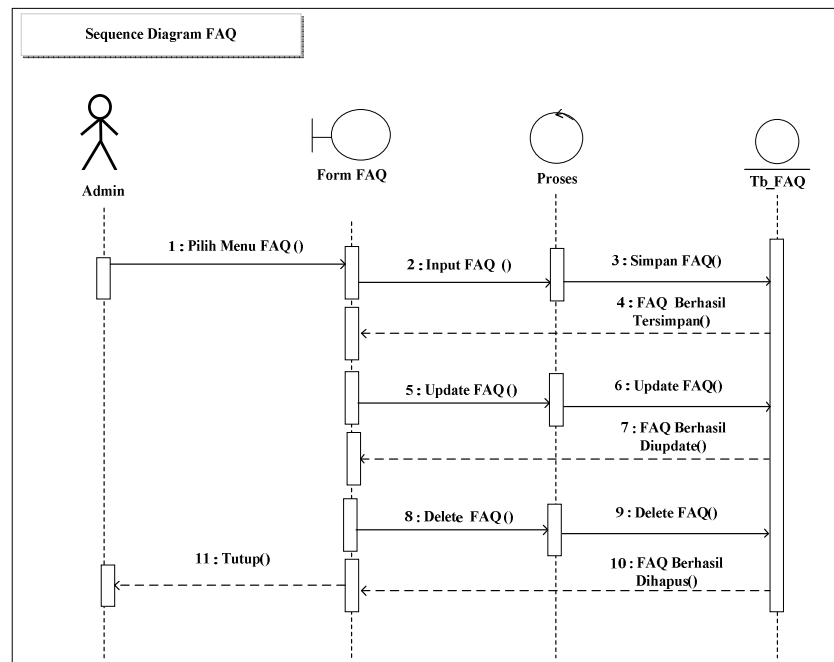 Sequence Diagram FAQ
Admin
Form FAQ
Proses
Tb_FAQ
1 : Pilih Menu FAQ ()
2 : Input FAQ ()
3 : Simpan FAQ()
4 : FAQ Berhasil
Tersimpan()
5 : Update FAQ ()
6 : Update FAQ()
7 : FAQ Berhasil
Diupdate()
8 : Delete FAQ ()
9 : Delete FAQ()
10 : FAQ Berhasil
Dihapus()
11 : Tutup()